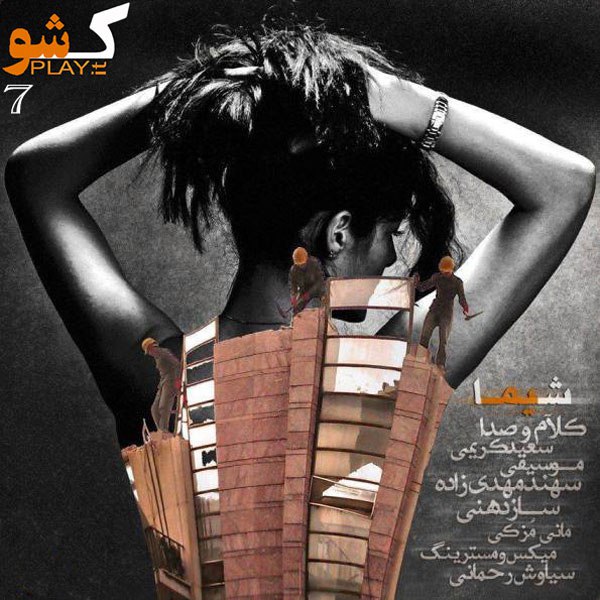 کشو
PLAY.ir
7
شیما
کلام و صدا
سعید کریمی
موسیقی
سهند مهدی زاده
ساز دهنی
مانی مزکی
میکس و مسترینگ
سیاوش رحمانی